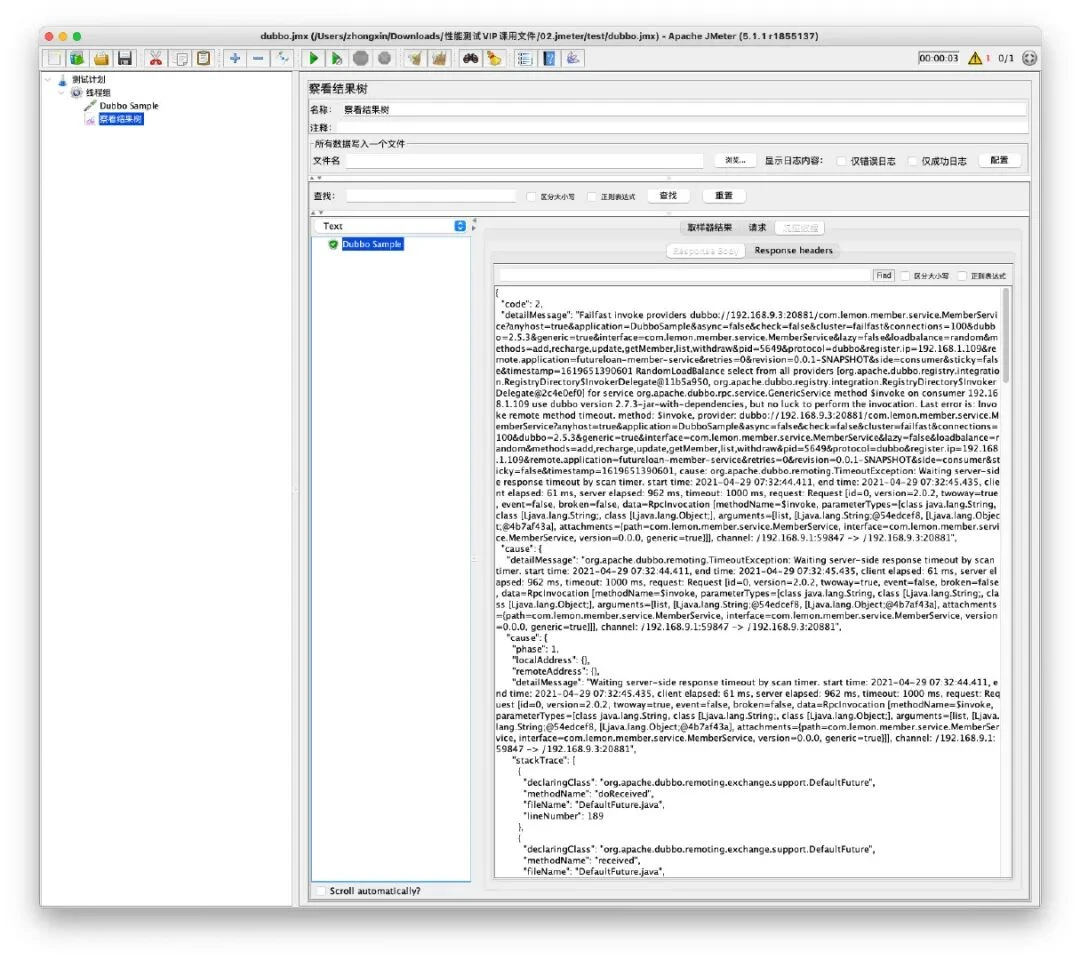 dubbo.jmx (/Users/zhongxin/Downloads/性能测试VIP课用文件/02.jmeter/test/dubbo.jmx) - Apache JMeter (5.1.1 r1855137)
00:00:03
1
0/1
测试计划
线程组
Dubbo Sample
察看结果树
察看结果树
名称：
察看结果树
注释：
所有数据写入一个文件
文件名
浏览...
显示日志内容：
仅错误日志
仅成功日志
配置
查找：
区分大小写
正则表达式
查找
重置
Text
Dubbo Sample
取样器结果
请求
响应数据
Response Body
Response headers
Find
区分大小写
正则表达式
{
"code": 2,
"detailMessage": "Failfast invoke providers dubbo://192.168.9.3:20881/com.lemon.member.service.MemberServi
ce?anyhost=true&application=DubboSample&async=false&check=false&cluster=failfast&connections=100&dubb
o=2.5.3&generic=true&interface=com.lemon.member.service.MemberService&lazy=false&loadbalance=random&m
ethods=add,recharge,update,getMember,list,withdraw&pid=5649&protocol=dubbo&register.ip=192.168.1.109&re
mote.application=futureloan-member-service&retries=0&revision=0.0.1-SNAPSHOT&side=consumer&sticky=fals
e&timestamp=1619651390601 RandomLoadBalance select from all providers [org.apache.dubbo.registry.integratio
n.RegistryDirectory$InvokerDelegate@11b5a950, org.apache.dubbo.registry.integration.RegistryDirectory$Invoker
Delegate@2c4e0ef0] for service org.apache.dubbo.rpc.service.GenericService method $invoke on consumer 192.16
8.1.109 use dubbo version 2.7.3-jar-with-dependencies, but no luck to perform the invocation. Last error is: Invo
ke remote method timeout. method: $invoke, provider: dubbo://192.168.9.3:20881/com.lemon.member.service.M
emberService?anyhost=true&application=DubboSample&async=false&check=false&cluster=failfast&connections=
100&dubbo=2.5.3&generic=true&interface=com.lemon.member.service.MemberService&lazy=false&loadbalance=r
andom&methods=add,recharge,update,getMember,list,withdraw&pid=5649&protocol=dubbo&register.ip=192.168
.1.109&remote.application=futureloan-member-service&retries=0&revision=0.0.1-SNAPSHOT&side=consumer&st
icky=false&timestamp=1619651390601, cause: org.apache.dubbo.remoting.TimeoutException: Waiting server-sid
e response timeout by scan timer. start time: 2021-04-29 07:32:44.411, end time: 2021-04-29 07:32:45.435, cli
ent elapsed: 61 ms, server elapsed: 962 ms, timeout: 1000 ms, request: Request [id=0, version=2.0.2, twoway=true
, event=false, broken=false, data=RpcInvocation [methodName=$invoke, parameterTypes=[class java.lang.String,
class [Ljava.lang.String;, class [Ljava.lang.Object;], arguments=[list, [Ljava.lang.String;@54edcef8, [Ljava.lang.Objec
t;@4b7af43a], attachments={path=com.lemon.member.service.MemberService, interface=com.lemon.member.servi
ce.MemberService, version=0.0.0, generic=true}]], channel: /192.168.9.1:59847 -> /192.168.9.3:20881",
"cause": {
"detailMessage": "org.apache.dubbo.remoting.TimeoutException: Waiting server-side response timeout by scan
timer. start time: 2021-04-29 07:32:44.411, end time: 2021-04-29 07:32:45.435, client elapsed: 61 ms, server el
apsed: 962 ms, timeout: 1000 ms, request: Request [id=0, version=2.0.2, twoway=true, event=false, broken=false
, data=RpcInvocation [methodName=$invoke, parameterTypes=[class java.lang.String, class [Ljava.lang.String;, cla
ss [Ljava.lang.Object;], arguments=[list, [Ljava.lang.String;@54edcef8, [Ljava.lang.Object;@4b7af43a], attachments
={path=com.lemon.member.service.MemberService, interface=com.lemon.member.service.MemberService, version
=0.0.0, generic=true}]], channel: /192.168.9.1:59847 -> /192.168.9.3:20881",
"cause": {
"phase": 1,
"localAddress": {},
"remoteAddress": {},
"detailMessage": "Waiting server-side response timeout by scan timer. start time: 2021-04-29 07:32:44.411, e
nd time: 2021-04-29 07:32:45.435, client elapsed: 61 ms, server elapsed: 962 ms, timeout: 1000 ms, request: Req
uest [id=0, version=2.0.2, twoway=true, event=false, broken=false, data=RpcInvocation [methodName=$invoke,
parameterTypes=[class java.lang.String, class [Ljava.lang.String;, class [Ljava.lang.Object;], arguments=[list, [Ljava.
lang.String;@54edcef8, [Ljava.lang.Object;@4b7af43a], attachments={path=com.lemon.member.service.MemberSer
vice, interface=com.lemon.member.service.MemberService, version=0.0.0, generic=true}]], channel: /192.168.9.1:
59847 -> /192.168.9.3:20881",
"stackTrace": [
{
"declaringClass": "org.apache.dubbo.remoting.exchange.support.DefaultFuture",
"methodName": "doReceived",
"fileName": "DefaultFuture.java",
"lineNumber": 189
},
{
"declaringClass": "org.apache.dubbo.remoting.exchange.support.DefaultFuture",
"methodName": "received",
"fileName": "DefaultFuture.java",
Scroll automatically?